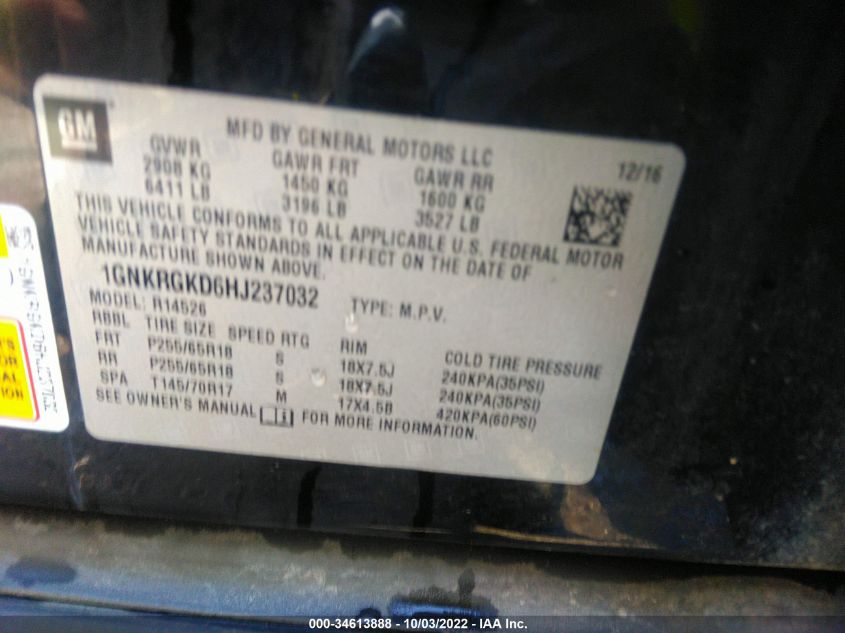 GM
MFD BY GENERAL MOTORS LLC
12/16
GVWR GAWR FRT GAWR RR
2908 KG 1450 KG 1600 KG
6411 LB 3196 LB 3527 LB
THIS VEHICLE CONFORMS TO ALL APPLICABLE U.S. FEDERAL MOTOR
VEHICLE SAFETY STANDARDS IN EFFECT ON THE DATE OF
MANUFACTURE SHOWN ABOVE.
1GNKRGKD6HJ237032 TYPE: M.P.V.
MODEL: R14526
RBBL TIRE SIZE SPEED RTG RIM COLD TIRE PRESSURE
FRT P255/65R18 S 18X7.5J 240KPA(35PSI)
RR P255/65R18 S 18X7.5J 240KPA(35PSI)
SPA T145/70R17 M 17X4.5B 420KPA(60PSI)
SEE OWNER'S MANUAL FOR MORE INFORMATION.
000-34613888 - 10/03/2022 - IAA Inc.